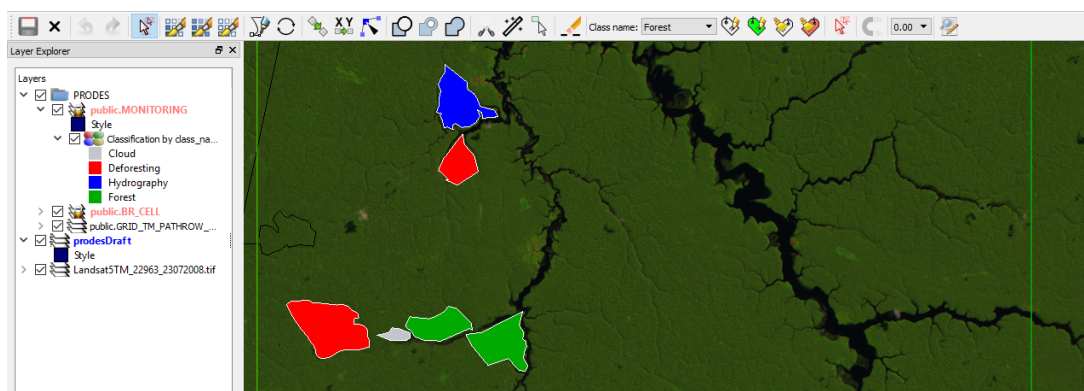 Class name: Forest
0.00
Layer Explorer
Layers
PRODES
public.MONITORING
Style
Classification by class_na...
Cloud
Deforesting
Hydrography
Forest
public.BR_CELL
public.GRID_TM_PATHROW_...
prodesDraft
Style
Landsat5TM_22963_23072008.tif